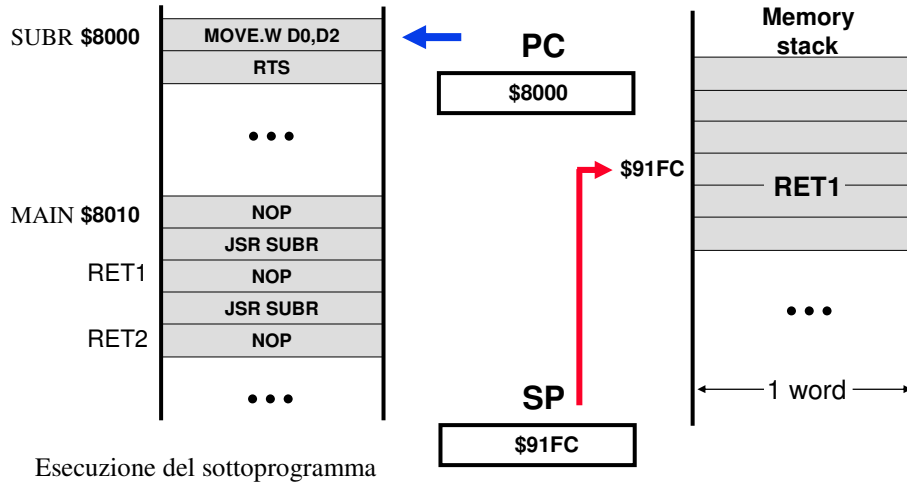 SUBR $8000
MOVE.W D0,D2
RTS
•••
MAIN $8010
NOP
JSR SUBR
RET1
NOP
JSR SUBR
RET2
NOP
•••
PC
$8000
SP
$91FC
Memory
stack
$91FC
RET1
•••
1 word
Esecuzione del sottoprogramma